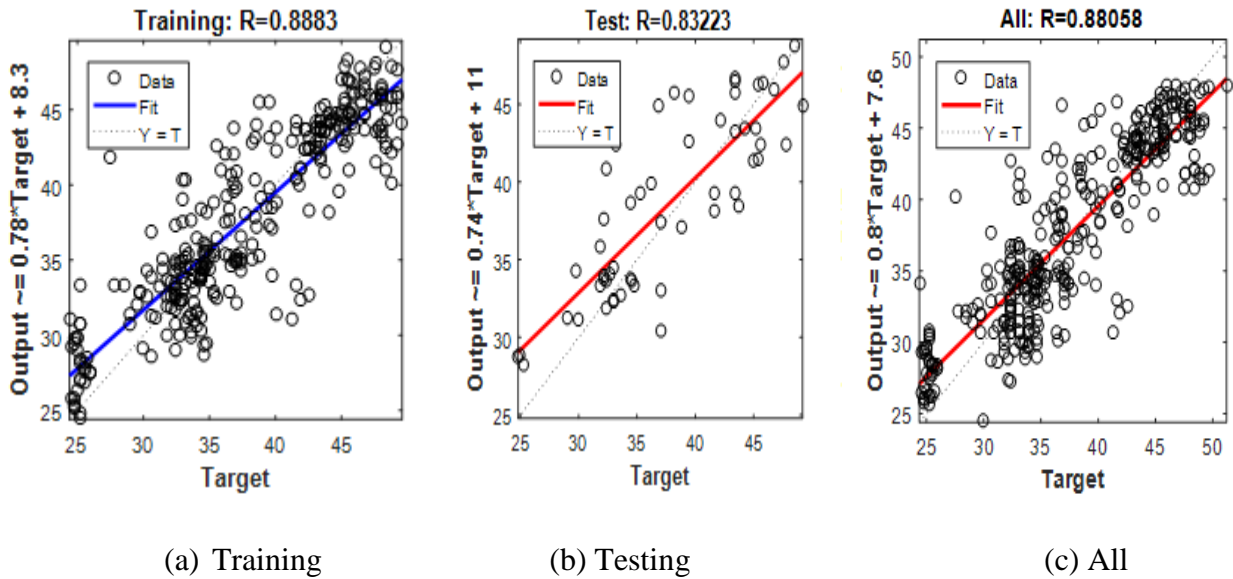 Training: R=0.8883
Output ~= 0.78*Target + 8.3
Data
Fit
Y = T
45
40
35
30
25
25 30 35 40 45
Target
Test: R=0.83223
Output ~= 0.74*Target + 11
Data
Fit
Y = T
45
40
35
30
25
25 30 35 40 45
Target
All: R=0.88058
Output ~= 0.8*Target + 7.6
Data
Fit
Y = T
50
45
40
35
30
25
25 30 35 40 45 50
Target
(a) Training (b) Testing (c) All